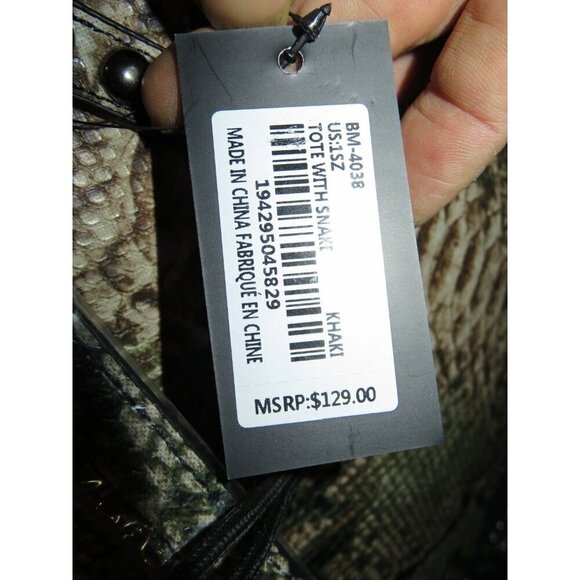 BM-4038
US:1SZ
TOTE WITH SNAKE
KHAKI
194295045829
MADE IN CHINA FABRIQUÉ EN CHINE
MSRP:$129.00